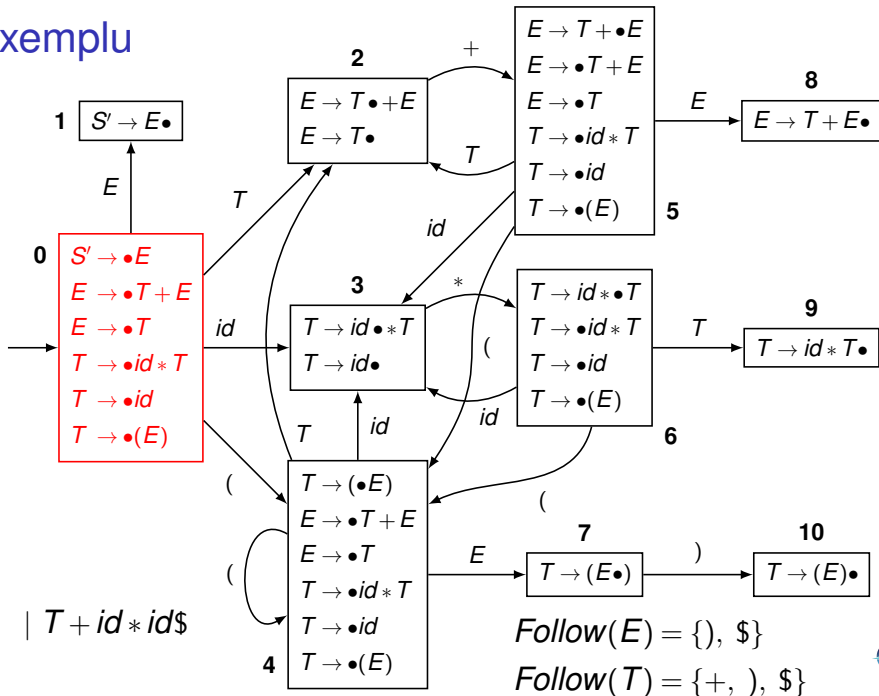 xemplu
1
S′ → E•
E
0
S′ → •E
E → •T + E
E → •T
T → •id * T
T → •id
T → •(E)
T
id
(
2
E → T• + E
E → T•
+
T
E → T + •E
E → •T + E
E → •T
T → •id * T
T → •id
T → •(E)
5
E
8
E → T + E•
id
(
3
T → id• * T
T → id•
*
id
T → id * •T
T → •id * T
T → •id
T → •(E)
6
T
9
T → id * T•
(
T
id
(
T → (•E)
E → •T + E
E → •T
T → •id * T
T → •id
T → •(E)
4
E
7
T → (E•)
)
10
T → (E)•
| T + id * id$
Follow(E) = {), $}
Follow(T) = {+, ), $}